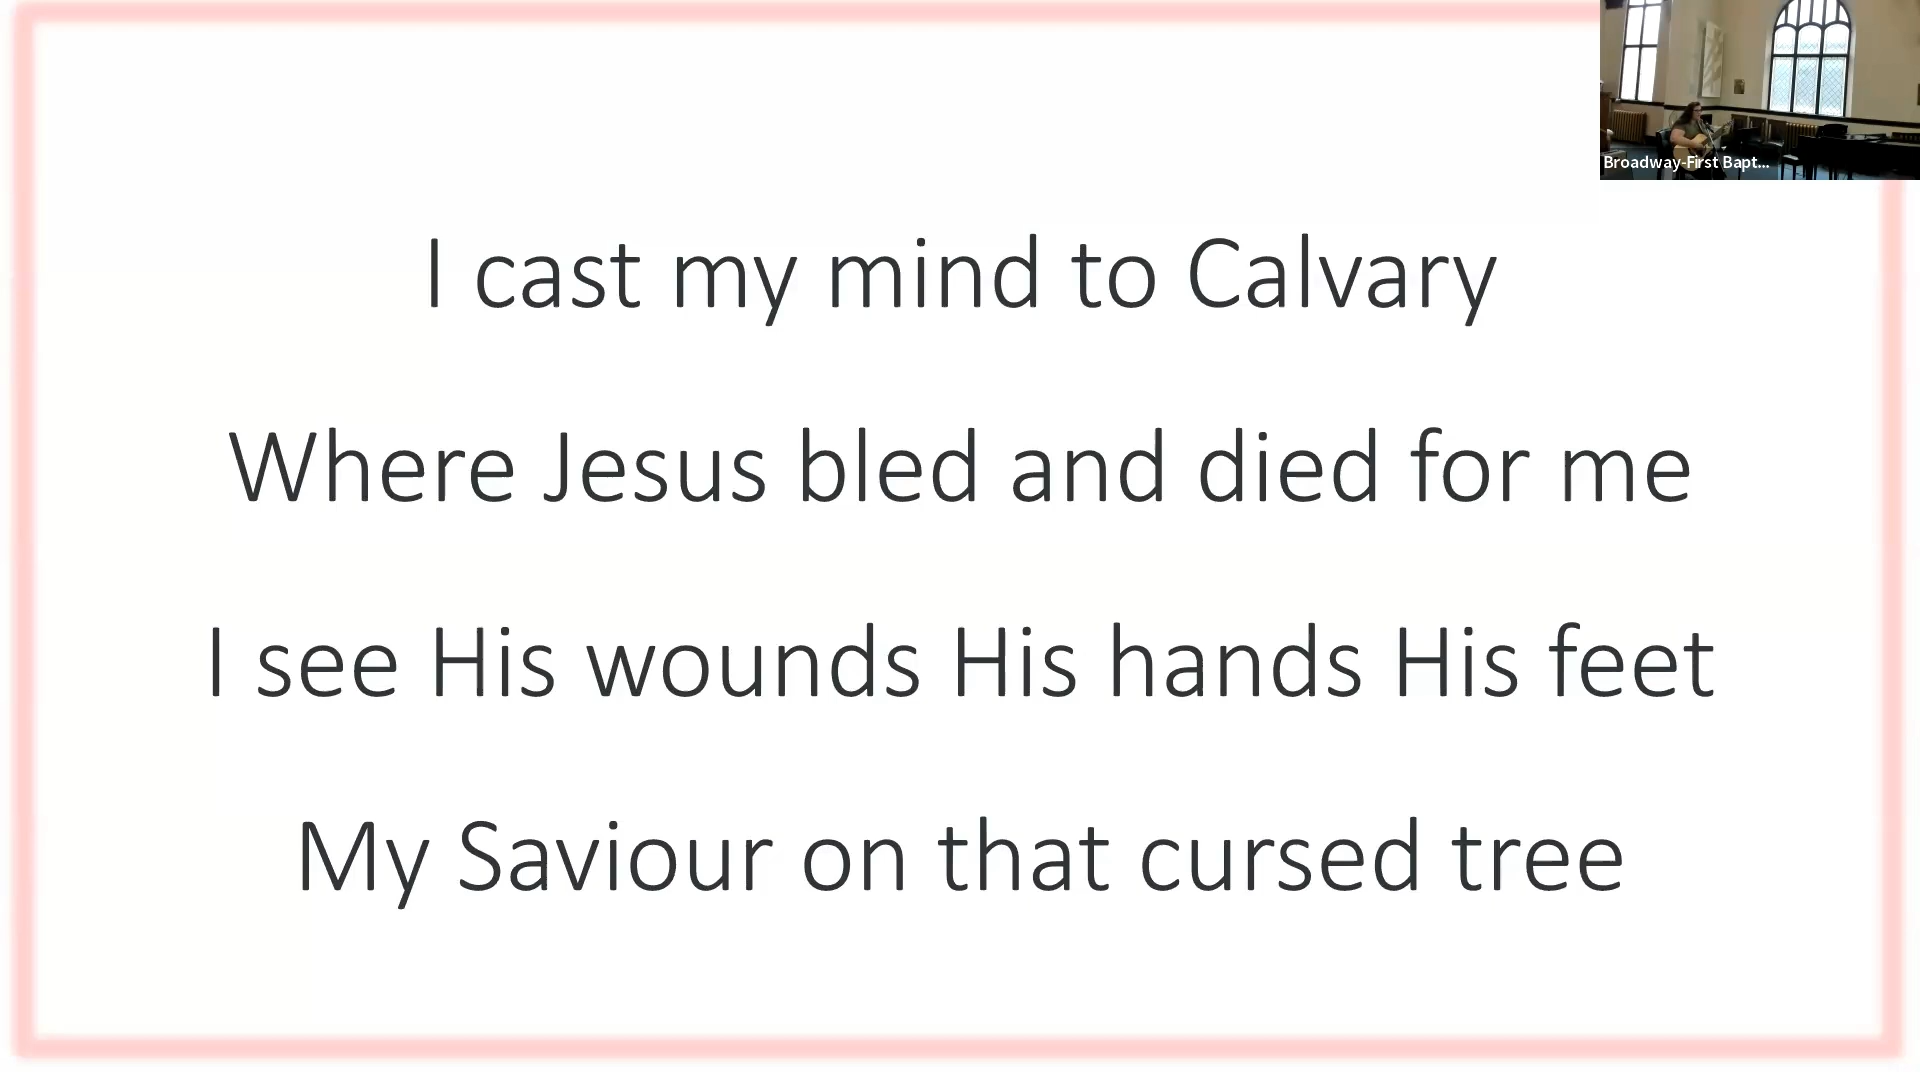 I cast my mind to Calvary
Where Jesus bled and died for me
I see His wounds His hands His feet
My Saviour on that cursed tree
Broadway-First Bapt...